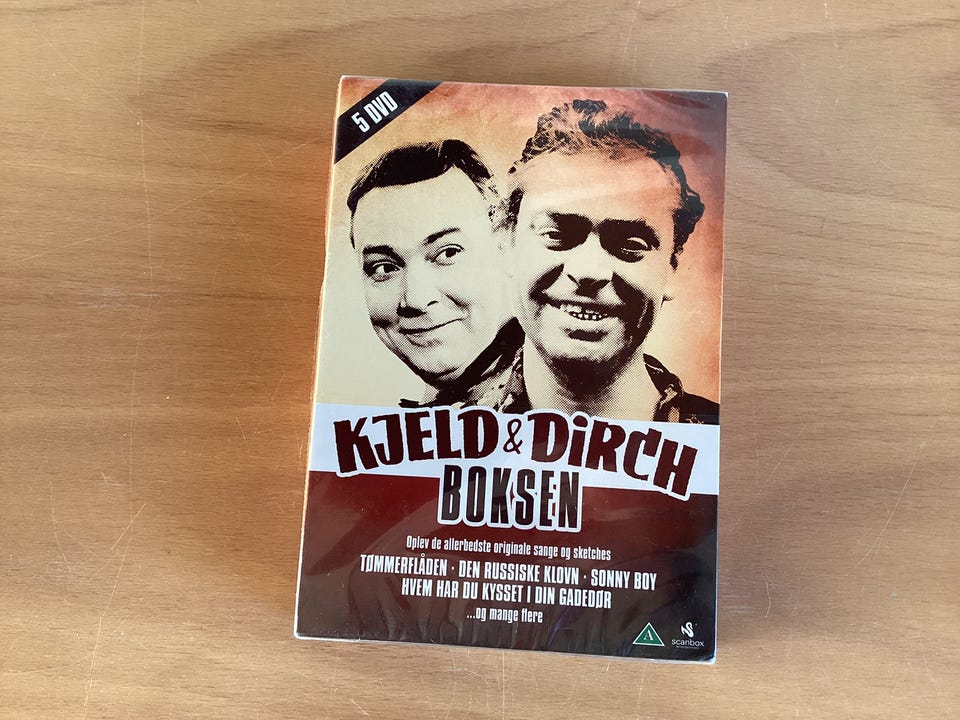 5 DVD
KJELD & DiRCH
BOKSEN
Oplev de allerbedste originale sange og sketches
TØMMERFLÅDEN · DEN RUSSISKE KLOVN · SONNY BOY
HVEM HAR DU KYSSET I DIN GADEDØR
...og mange flere
A
scanbox
entertainment